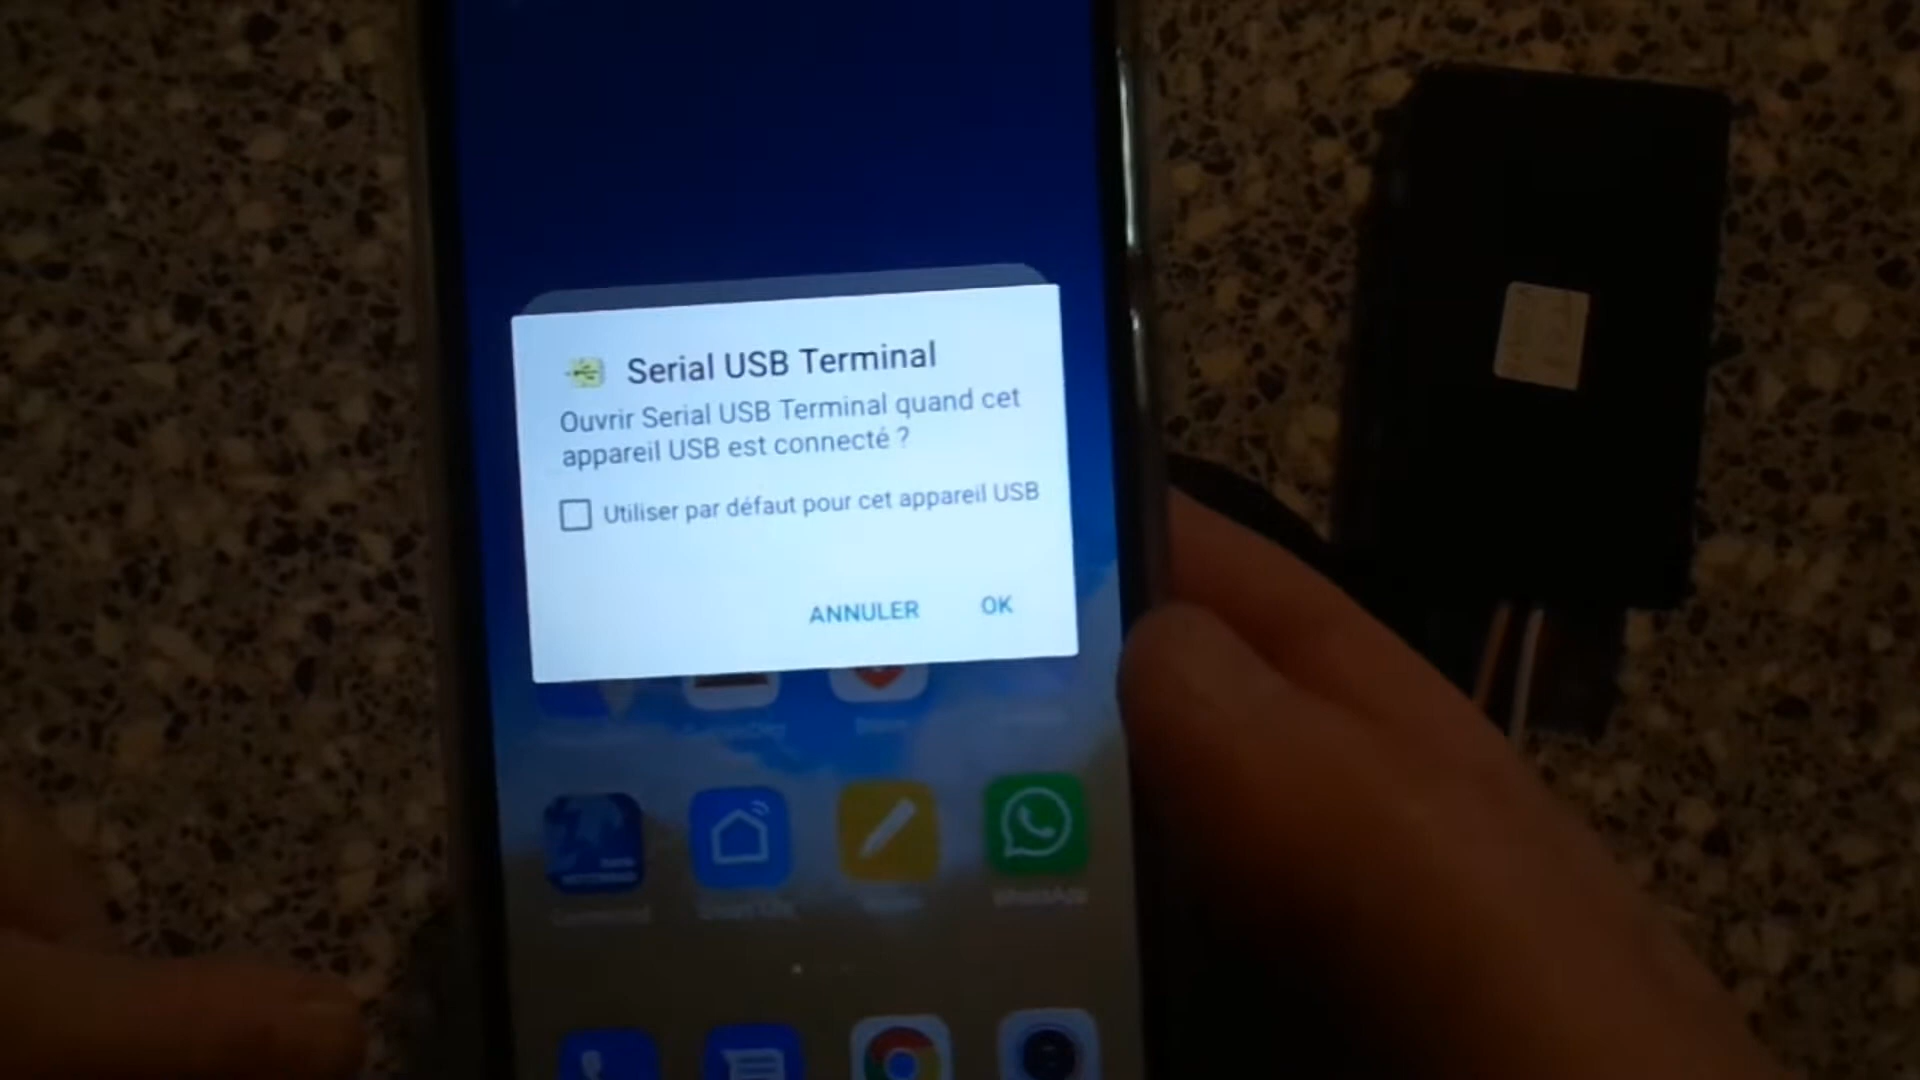 Serial USB Terminal
Ouvrir Serial USB Terminal quand cet
appareil USB est connecté ?
Utiliser par défaut pour cet appareil USB
ANNULER OK
WhatsApp